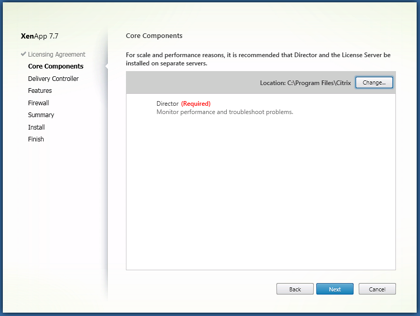 XenApp 7.7
Licensing Agreement
Core Components
Delivery Controller
Features
Firewall
Summary
Install
Finish
Core Components
For scale and performance reasons, it is recommended that Director and the License Server be
installed on separate servers.
Location: C:\Program Files\Citrix
Change...
Director (Required)
Monitor performance and troubleshoot problems.
Back
Next
Cancel